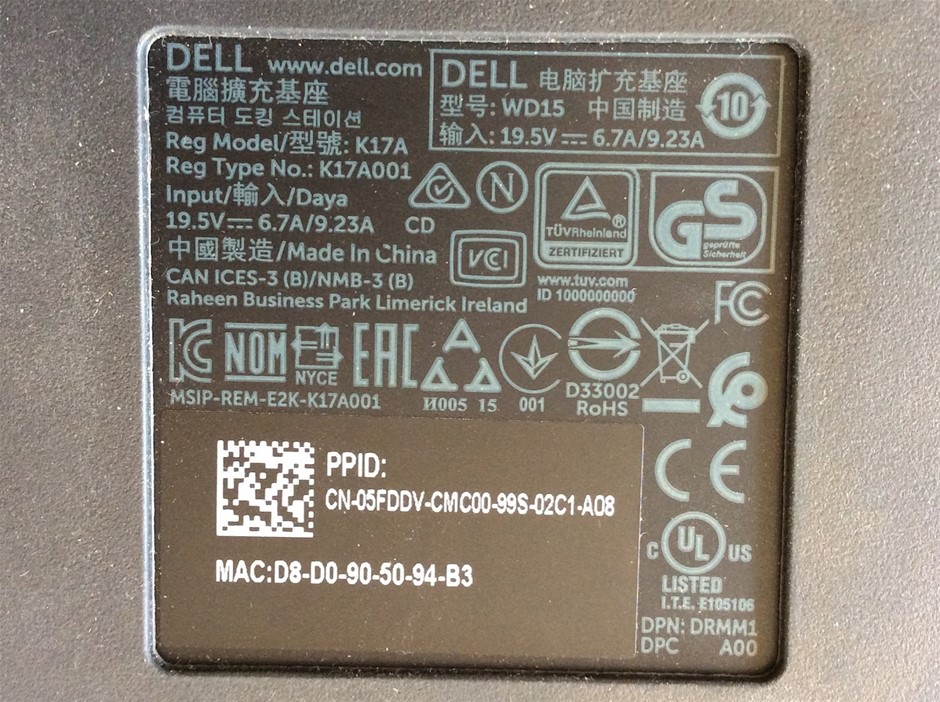 DELL www.dell.com
電腦擴充基座
컴퓨터 도킹 스테이션
Reg Model/型號: K17A
Reg Type No.: K17A001
Input/輸入/Daya
19.5V⎓ 6.7A/9.23A
中國製造/Made In China
CAN ICES-3 (B)/NMB-3 (B)
Raheen Business Park Limerick Ireland
DELL 电脑扩充基座
型号: WD15 中国制造
输入: 19.5V⎓ 6.7A/9.23A
10
CD
N
VCI
TÜVRheinland
®
ZERTIFIZIERT
GS
geprüfte
Sicherheit
www.tuv.com
ID 1000000000
FC
KC
NOM
NYCE
EAC
MSIP-REM-E2K-K17A001
И005 15
001
D33002
RoHS
PPID:
CN-05FDDV-CMC00-99S-02C1-A08
MAC:D8-D0-90-50-94-B3
CE
C UL US
LISTED
I.T.E. E105106
DPN: DRMM1
DPC A00